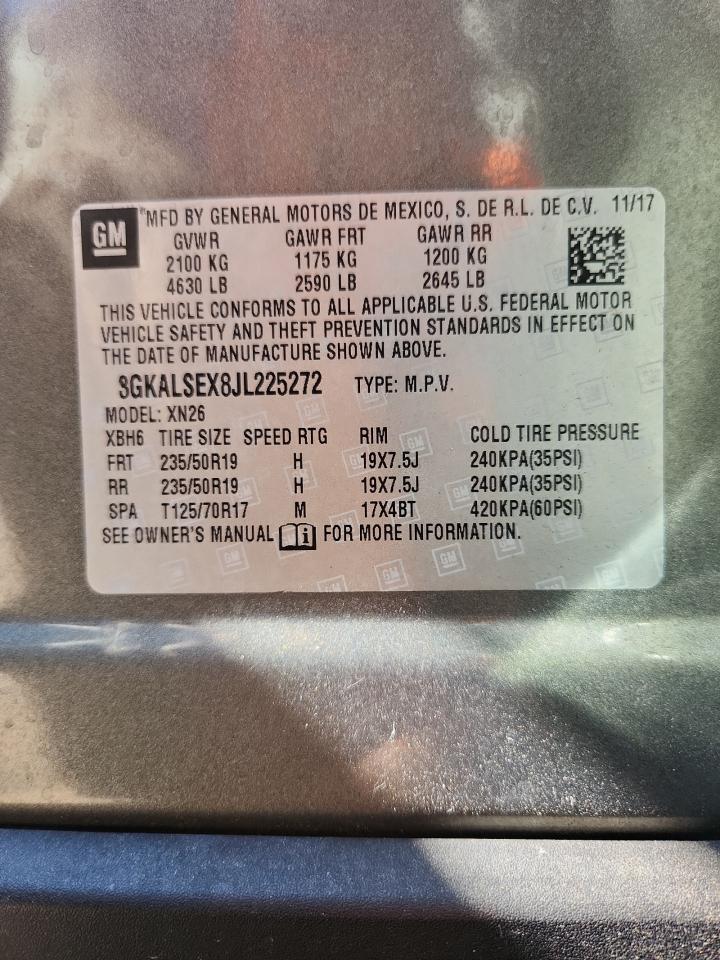 GM MFD BY GENERAL MOTORS DE MEXICO, S. DE R.L. DE C.V. 11/17
GVWR GAWR FRT GAWR RR
2100 KG 1175 KG 1200 KG
4630 LB 2590 LB 2645 LB
THIS VEHICLE CONFORMS TO ALL APPLICABLE U.S. FEDERAL MOTOR
VEHICLE SAFETY AND THEFT PREVENTION STANDARDS IN EFFECT ON
THE DATE OF MANUFACTURE SHOWN ABOVE.
3GKALSEX8JL225272 TYPE: M.P.V.
MODEL: XN26
XBH6 TIRE SIZE SPEED RTG RIM COLD TIRE PRESSURE
FRT 235/50R19 H 19X7.5J 240KPA(35PSI)
RR 235/50R19 H 19X7.5J 240KPA(35PSI)
SPA T125/70R17 M 17X4BT 420KPA(60PSI)
SEE OWNER'S MANUAL FOR MORE INFORMATION.